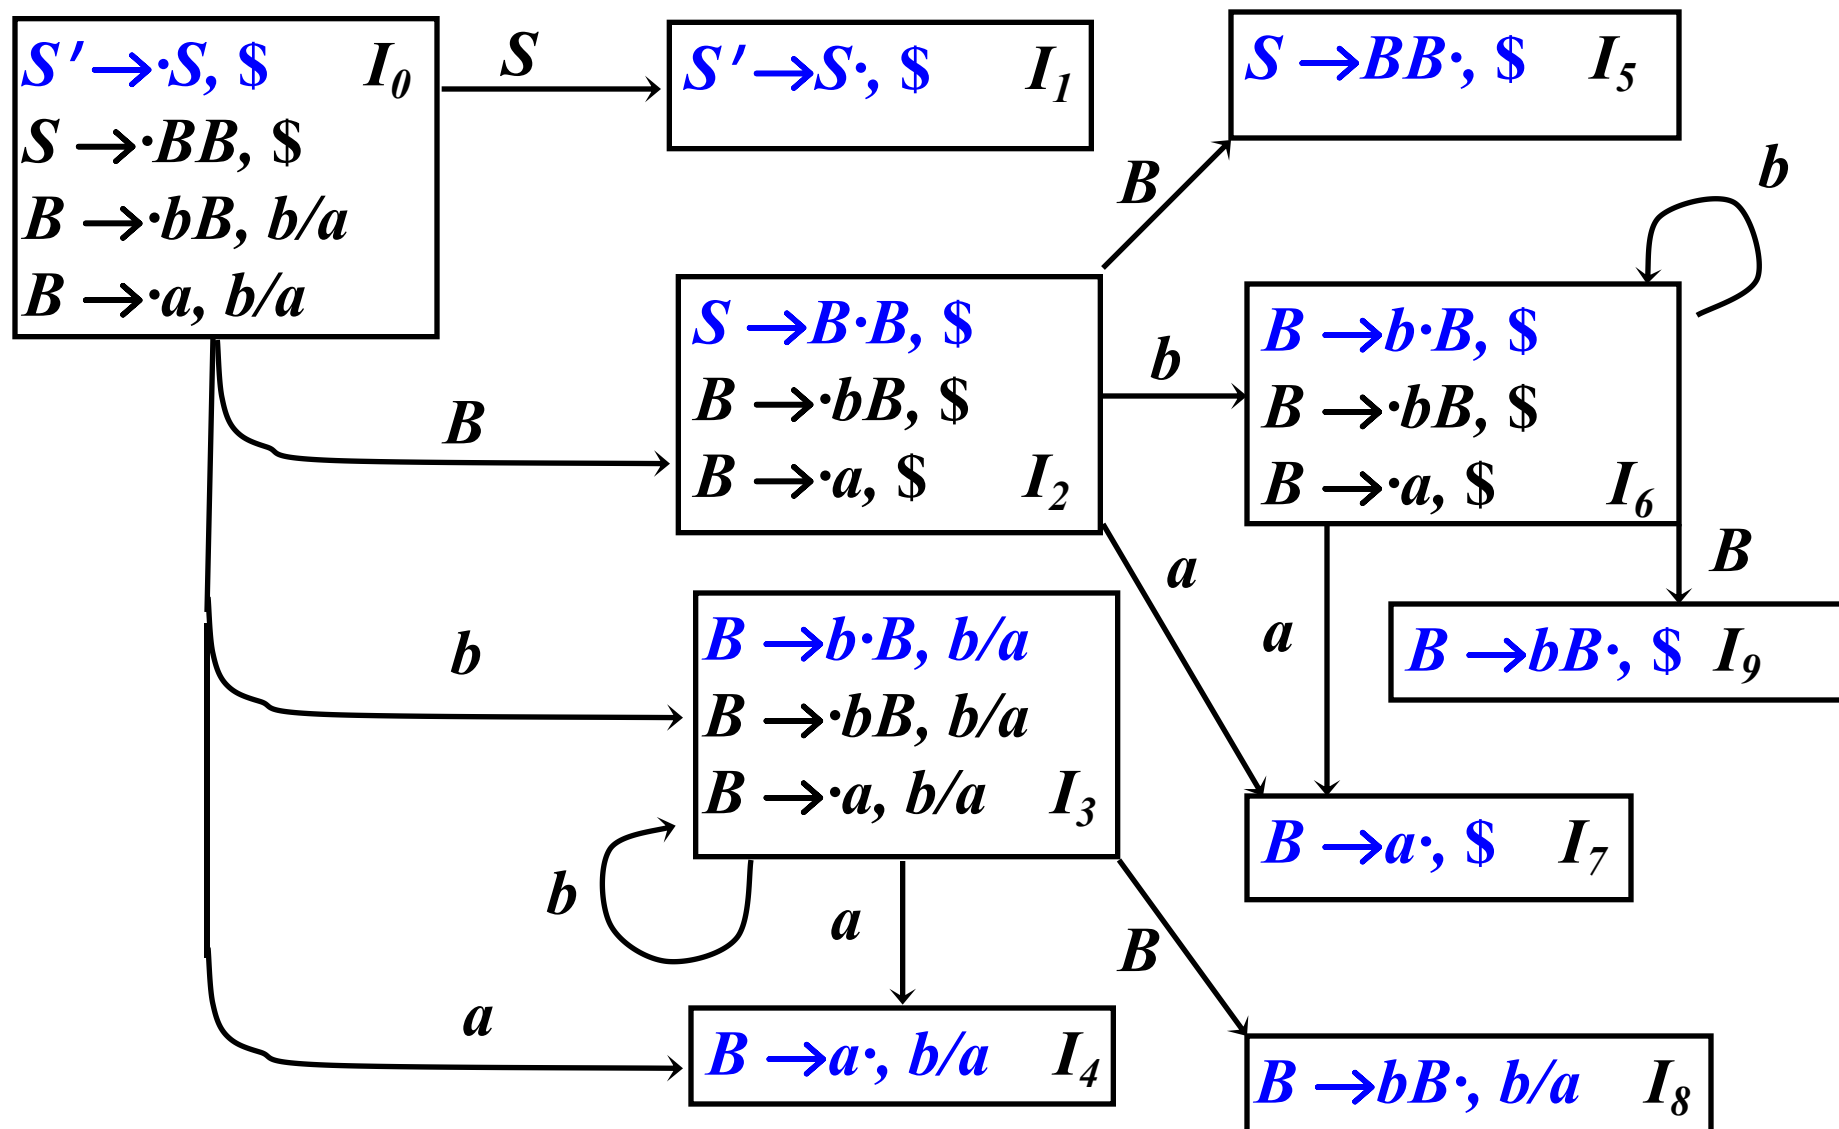 S′ → ·S, $ I₀
S → ·BB, $
B → ·bB, b/a
B → ·a, b/a
S
S′ → S·, $ I₁
S → BB·, $ I₅
B
b
B
S → B·B, $
B → ·bB, $
B → ·a, $ I₂
b
B → b·B, $
B → ·bB, $
B → ·a, $ I₆
a
a
B
B → bB·, $ I₉
b
B → b·B, b/a
B → ·bB, b/a
B → ·a, b/a I₃
b
a
B
B → a·, $ I₇
a
B → a·, b/a I₄
B → bB·, b/a I₈